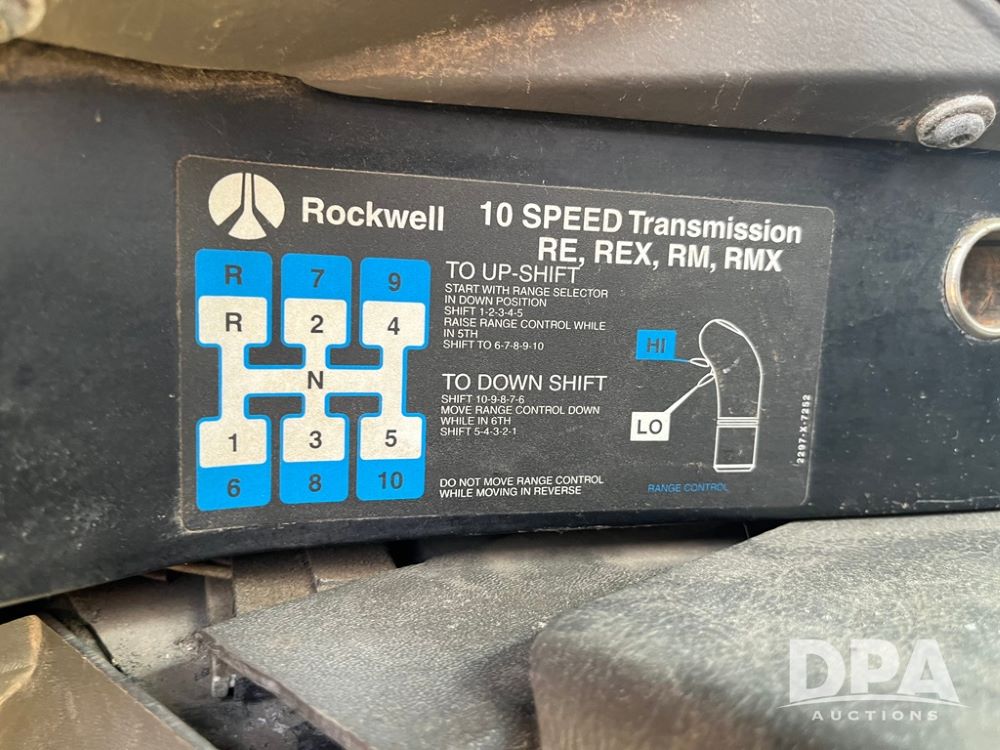 Rockwell 10 SPEED Transmission
RE, REX, RM, RMX
R 7 9
R 2 4
N
1 3 5
6 8 10
TO UP-SHIFT
START WITH RANGE SELECTOR
IN DOWN POSITION
SHIFT 1-2-3-4-5
RAISE RANGE CONTROL WHILE
IN 5TH
SHIFT TO 6-7-8-9-10
TO DOWN SHIFT
SHIFT 10-9-8-7-6
MOVE RANGE CONTROL DOWN
WHILE IN 6TH
SHIFT 5-4-3-2-1
DO NOT MOVE RANGE CONTROL
WHILE MOVING IN REVERSE
HI
LO
RANGE CONTROL
2297-X-7252
DPA
AUCTIONS